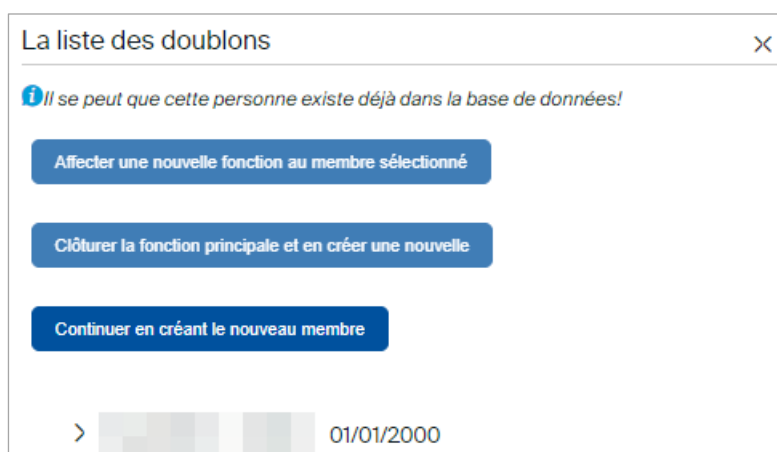 La liste des doublons
Il se peut que cette personne existe déjà dans la base de données!
Affecter une nouvelle fonction au membre sélectionné
Clôturer la fonction principale et en créer une nouvelle
Continuer en créant le nouveau membre
01/01/2000